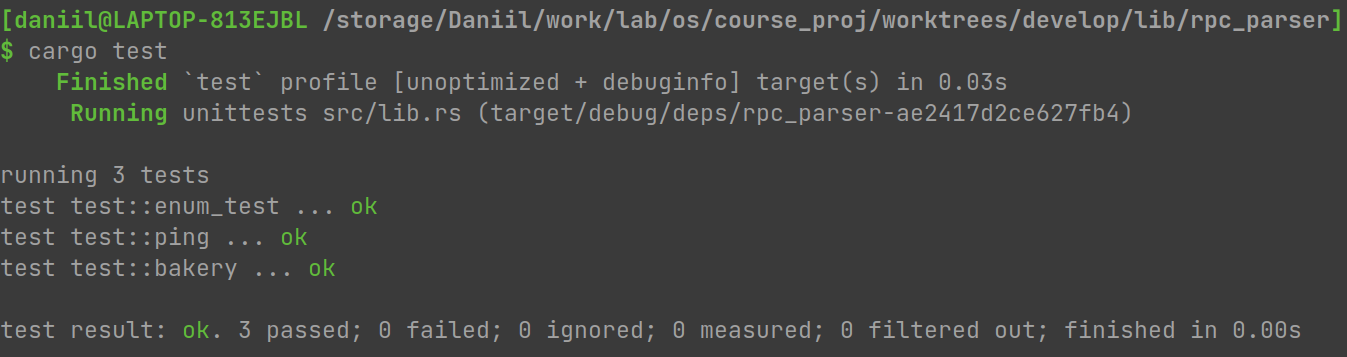 [daniil@LAPTOP-813EJBL /storage/Daniil/work/lab/os/course_proj/worktrees/develop/lib/rpc_parser]
$ cargo test
    Finished `test` profile [unoptimized + debuginfo] target(s) in 0.03s
     Running unittests src/lib.rs (target/debug/deps/rpc_parser-ae2417d2ce627fb4)

running 3 tests
test test::enum_test ... ok
test test::ping ... ok
test test::bakery ... ok

test result: ok. 3 passed; 0 failed; 0 ignored; 0 measured; 0 filtered out; finished in 0.00s